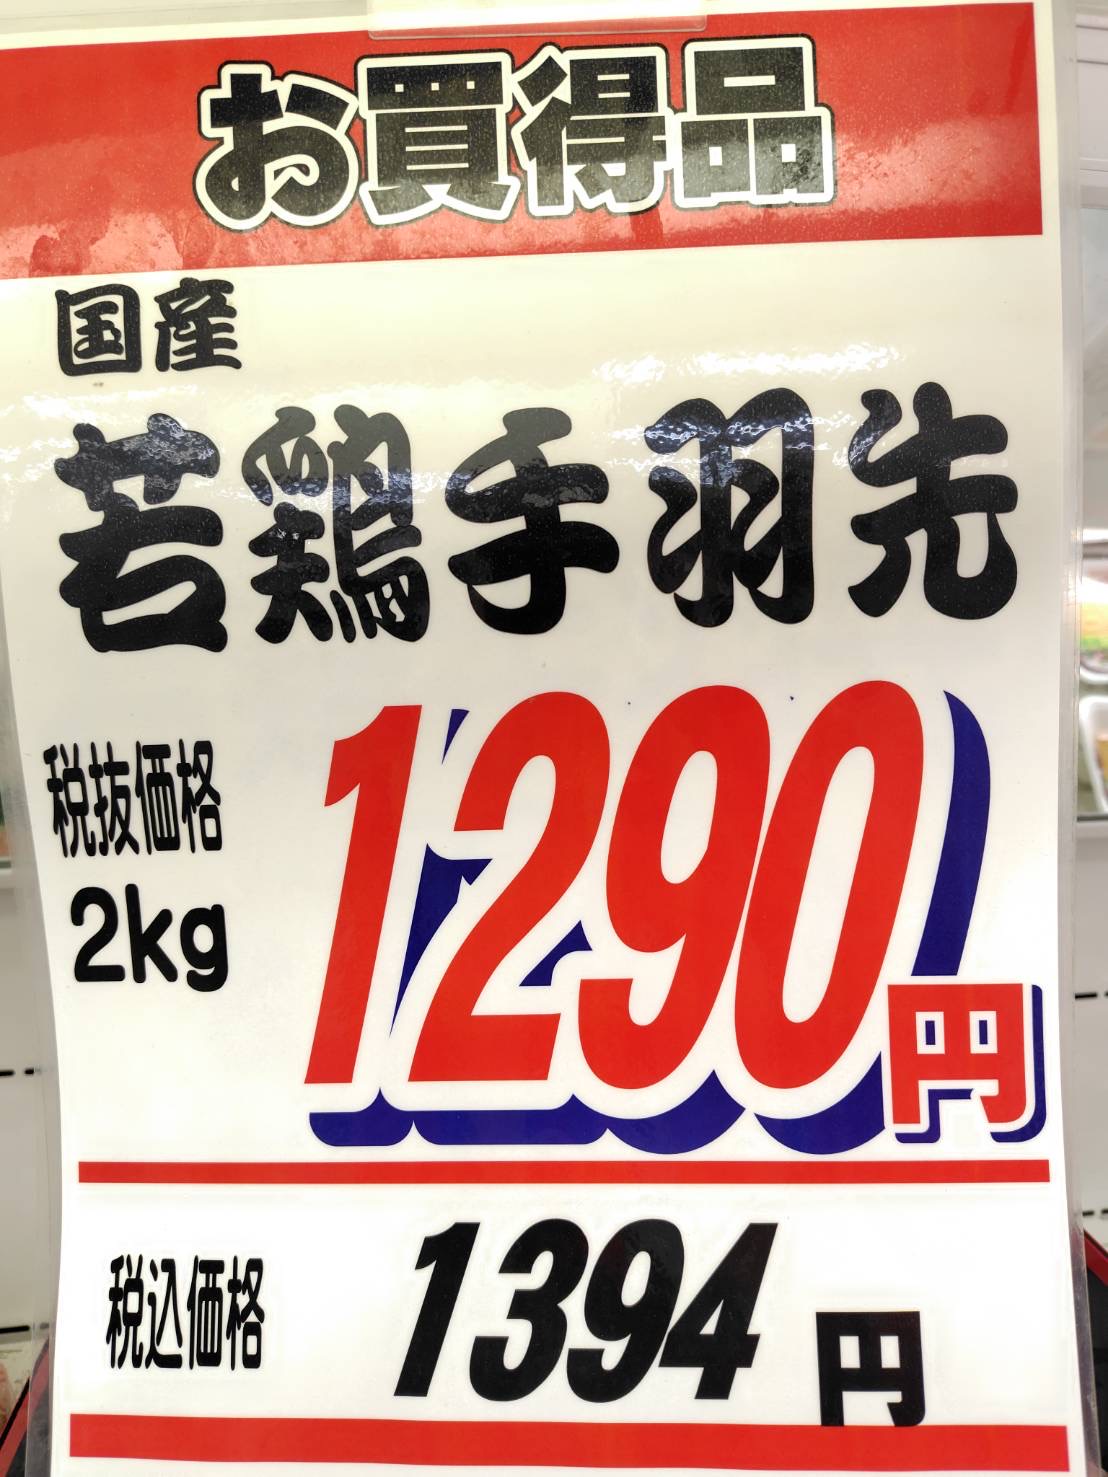 お買得品
国産
若鶏手羽先
税抜価格
2kg
1290円
税込価格
1394円